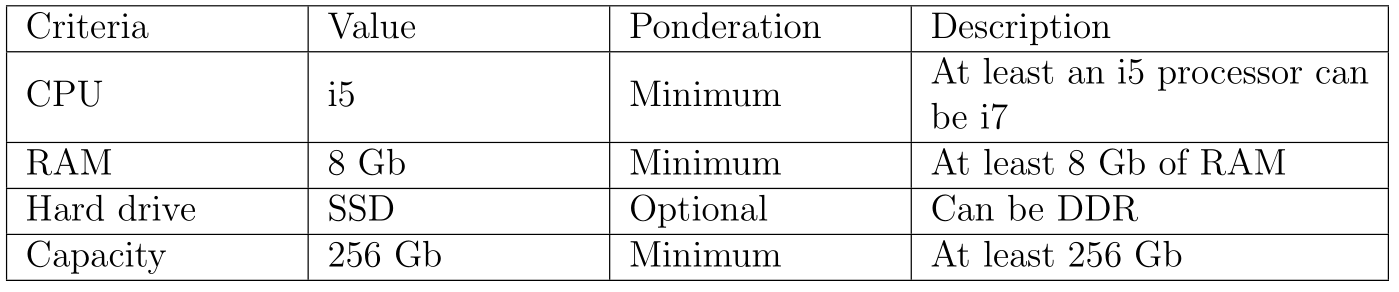 Criteria Value Ponderation Description
CPU i5 Minimum At least an i5 processor can
be i7
RAM 8 Gb Minimum At least 8 Gb of RAM
Hard drive SSD Optional Can be DDR
Capacity 256 Gb Minimum At least 256 Gb